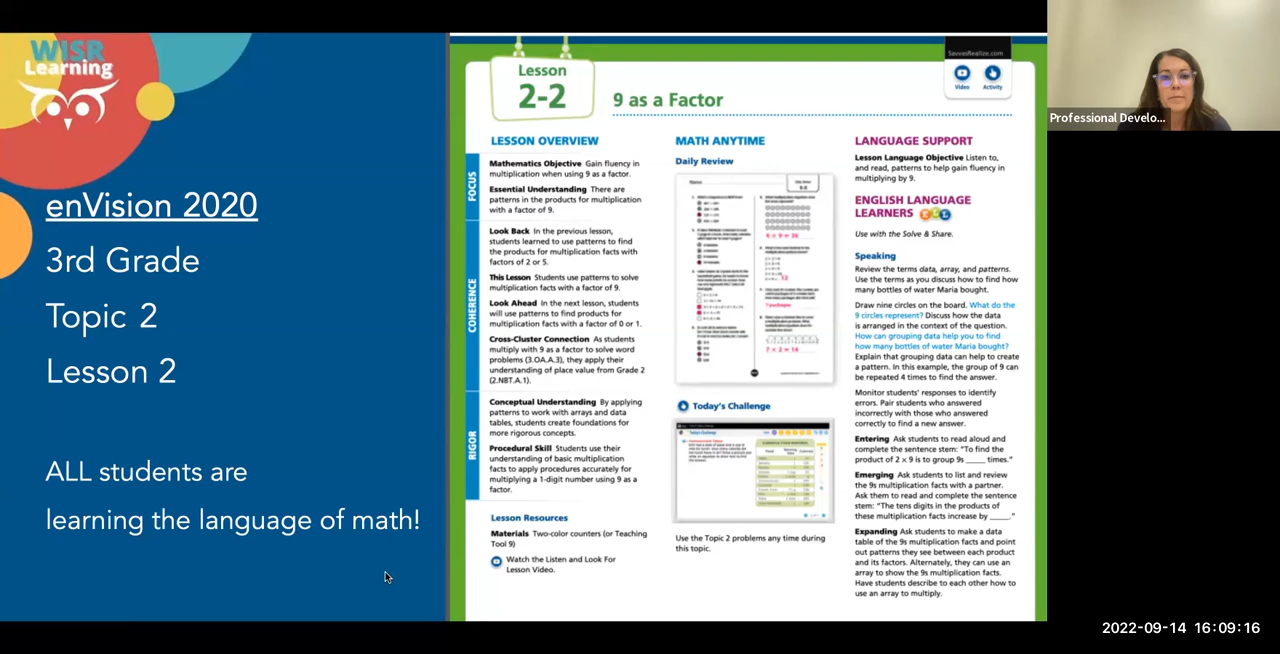 WISR
Learning
enVision 2020
3rd Grade
Topic 2
Lesson 2
ALL students are
learning the language of math!
Lesson
2-2
9 as a Factor
SavvasRealize.com
Video
Activity
LESSON OVERVIEW
FOCUS
Mathematics Objective Gain fluency in
multiplication when using 9 as a factor.
Essential Understanding There are
patterns in the products for multiplication
with a factor of 9.
COHERENCE
Look Back In the previous lesson,
students learned to use patterns to find
the products for multiplication facts with
factors of 2 or 5.
This Lesson Students use patterns to solve
multiplication facts with a factor of 9.
Look Ahead In the next lesson, students
will use patterns to find products for
multiplication facts with a factor of 0 or 1.
Cross-Cluster Connection As students
multiply with 9 as a factor to solve word
problems (3.OA.A.3), they apply their
understanding of place value from Grade 2
(2.NBT.A.1).
RIGOR
Conceptual Understanding By applying
patterns to work with arrays and data
tables, students create foundations for
more rigorous concepts.
Procedural Skill Students use their
understanding of basic multiplication
facts to apply procedures accurately for
multiplying a 1-digit number using 9 as a
factor.
Lesson Resources
Materials Two-color counters (or Teaching
Tool 9)
Watch the Listen and Look For
Lesson Video.
MATH ANYTIME
Daily Review
Today's Challenge
Use the Topic 2 problems any time during
this topic.
LANGUAGE SUPPORT
Lesson Language Objective Listen to,
and read, patterns to help gain fluency in
multiplying by 9.
ENGLISH LANGUAGE
LEARNERS ELL
Use with the Solve & Share.
Speaking
Review the terms data, array, and patterns.
Use the terms as you discuss how to find how
many bottles of water Maria bought.
Draw nine circles on the board. What do the
9 circles represent? Discuss how the data
is arranged in the context of the question.
How can grouping data help you to find
how many bottles of water Maria bought?
Explain that grouping data can help to create
a pattern. In this example, the group of 9 can
be repeated 4 times to find the answer.
Monitor students' responses to identify
errors. Pair students who answered
incorrectly with those who answered
correctly to find a new answer.
Entering Ask students to read aloud and
complete the sentence stem: "To find the
product of 2 × 9 is to group 9s _____ times."
Emerging Ask students to list and review
the 9s multiplication facts with a partner.
Ask them to read and complete the sentence
stem: "The tens digits in the products of
these multiplication facts increase by _____."
Expanding Ask students to make a data
table of the 9s multiplication facts and point
out patterns they see between each product
and its factors. Alternately, they can use an
array to show the 9s multiplication facts.
Have students describe to each other how to
use an array to multiply.
Professional Develo...
2022-09-14 16:09:16